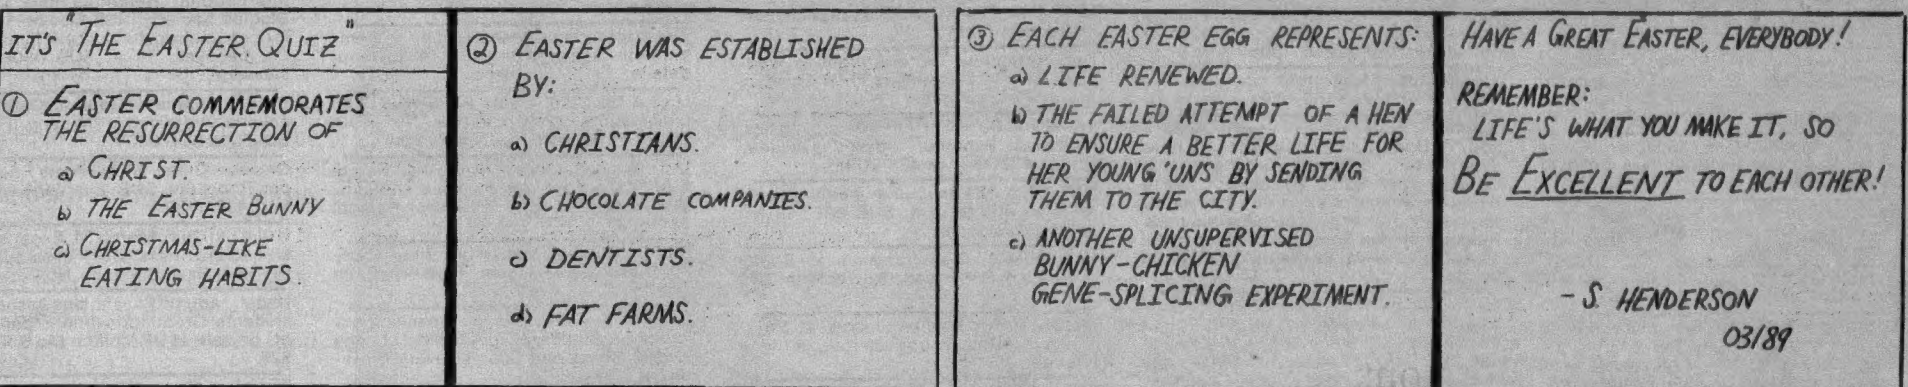 IT'S "THE EASTER QUIZ"
① EASTER COMMEMORATES
THE RESURRECTION OF
a) CHRIST.
b) THE EASTER BUNNY
c) CHRISTMAS-LIKE
EATING HABITS.
② EASTER WAS ESTABLISHED
BY:
a) CHRISTIANS.
b) CHOCOLATE COMPANIES.
c) DENTISTS.
d) FAT FARMS.
③ EACH EASTER EGG REPRESENTS:
a) LIFE RENEWED.
b) THE FAILED ATTEMPT OF A HEN
TO ENSURE A BETTER LIFE FOR
HER YOUNG 'UNS BY SENDING
THEM TO THE CITY.
c) ANOTHER UNSUPERVISED
BUNNY-CHICKEN
GENE-SPLICING EXPERIMENT.
HAVE A GREAT EASTER, EVERYBODY!
REMEMBER:
LIFE'S WHAT YOU MAKE IT, SO
BE EXCELLENT TO EACH OTHER!
- S. HENDERSON
03/89